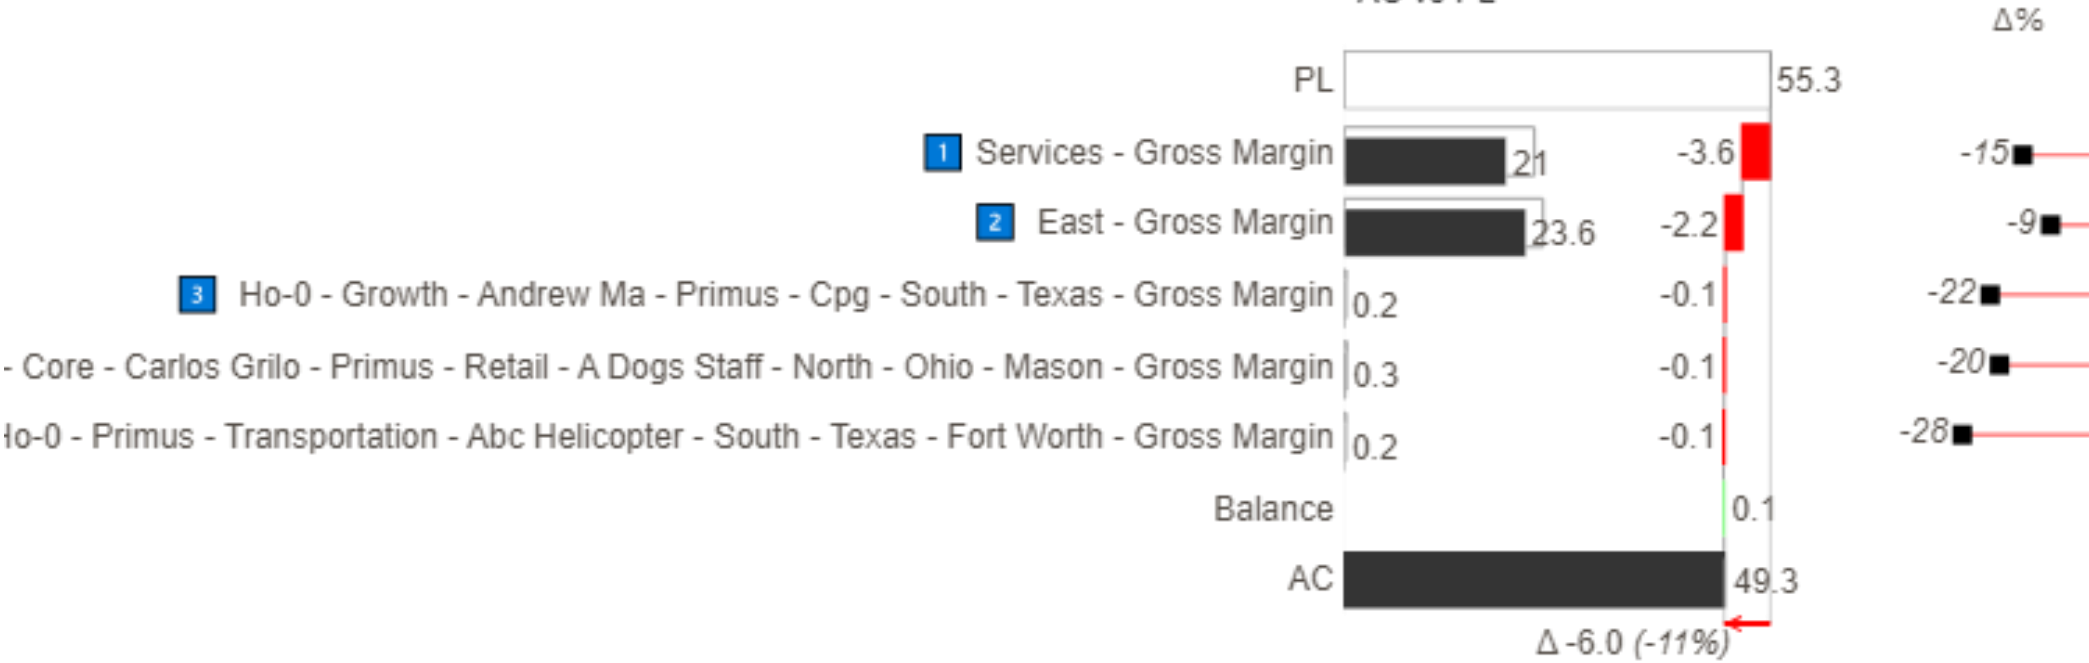 Δ%
PL 55.3
1 Services - Gross Margin 21 -3.6 -15
2 East - Gross Margin 23.6 -2.2 -9
3 Ho-0 - Growth - Andrew Ma - Primus - Cpg - South - Texas - Gross Margin 0.2 -0.1 -22
- Core - Carlos Grilo - Primus - Retail - A Dogs Staff - North - Ohio - Mason - Gross Margin 0.3 -0.1 -20
Ho-0 - Primus - Transportation - Abc Helicopter - South - Texas - Fort Worth - Gross Margin 0.2 -0.1 -28
Balance 0.1
AC 49.3
Δ -6.0 (-11%)